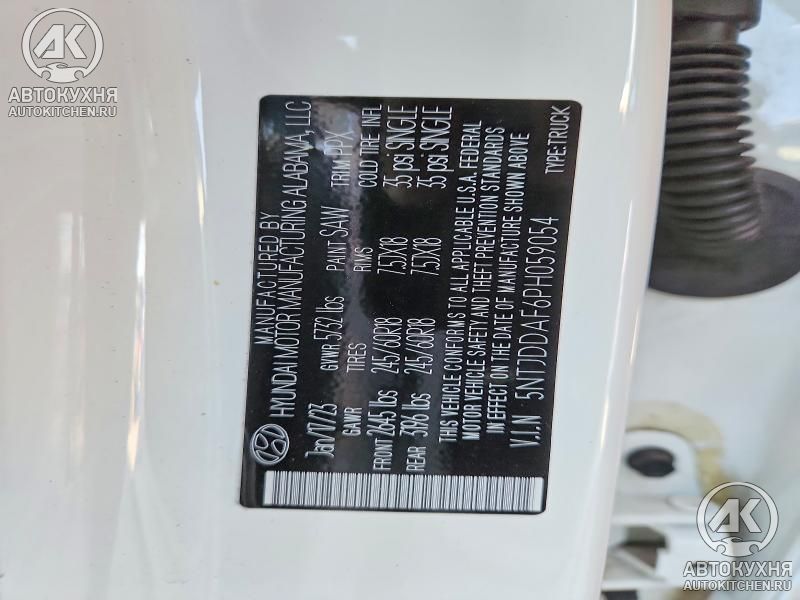 АК
АВТОКУХНЯ
AUTOKITCHEN.RU
MANUFACTURED BY
HYUNDAI MOTOR MANUFACTURING ALABAMA, LLC
Jan/17/23 GVWR 5732 lbs PAINT SAW TRIM PPX
GAWR TIRES RIMS COLD TIRE INFL
FRONT 2645 lbs 245/60R18 7.5JX18 35 psi SINGLE
REAR 3196 lbs 245/60R18 7.5JX18 35 psi SINGLE
THIS VEHICLE CONFORMS TO ALL APPLICABLE U.S.A. FEDERAL
MOTOR VEHICLE SAFETY AND THEFT PREVENTION STANDARDS
IN EFFECT ON THE DATE OF MANUFACTURE SHOWN ABOVE
V.I.N 5NTJDDAF6PH059054 TYPE:TRUCK
АК
АВТОКУХНЯ
AUTOKITCHEN.RU